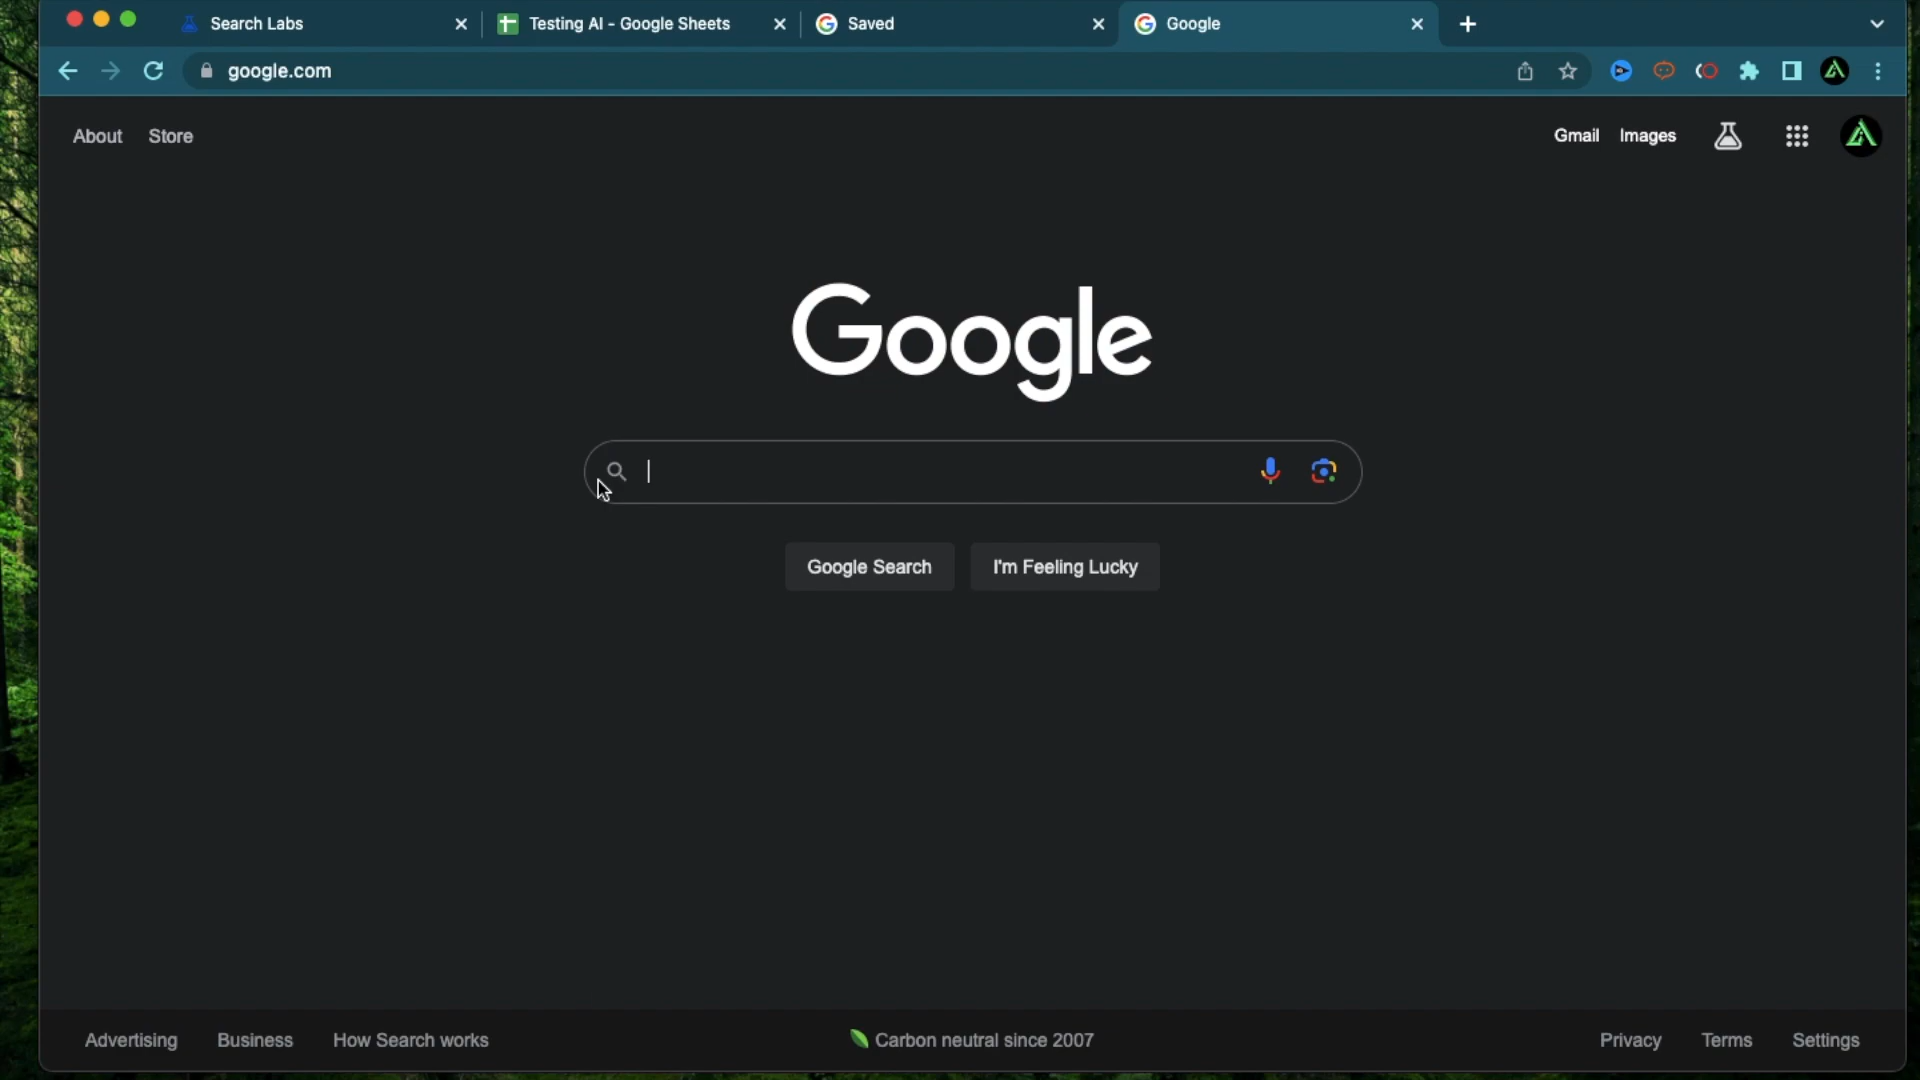 Search Labs
Testing AI - Google Sheets
Saved
Google
google.com
About Store
Gmail Images
Google
Google Search
I'm Feeling Lucky
Advertising Business How Search works
Carbon neutral since 2007
Privacy Terms Settings